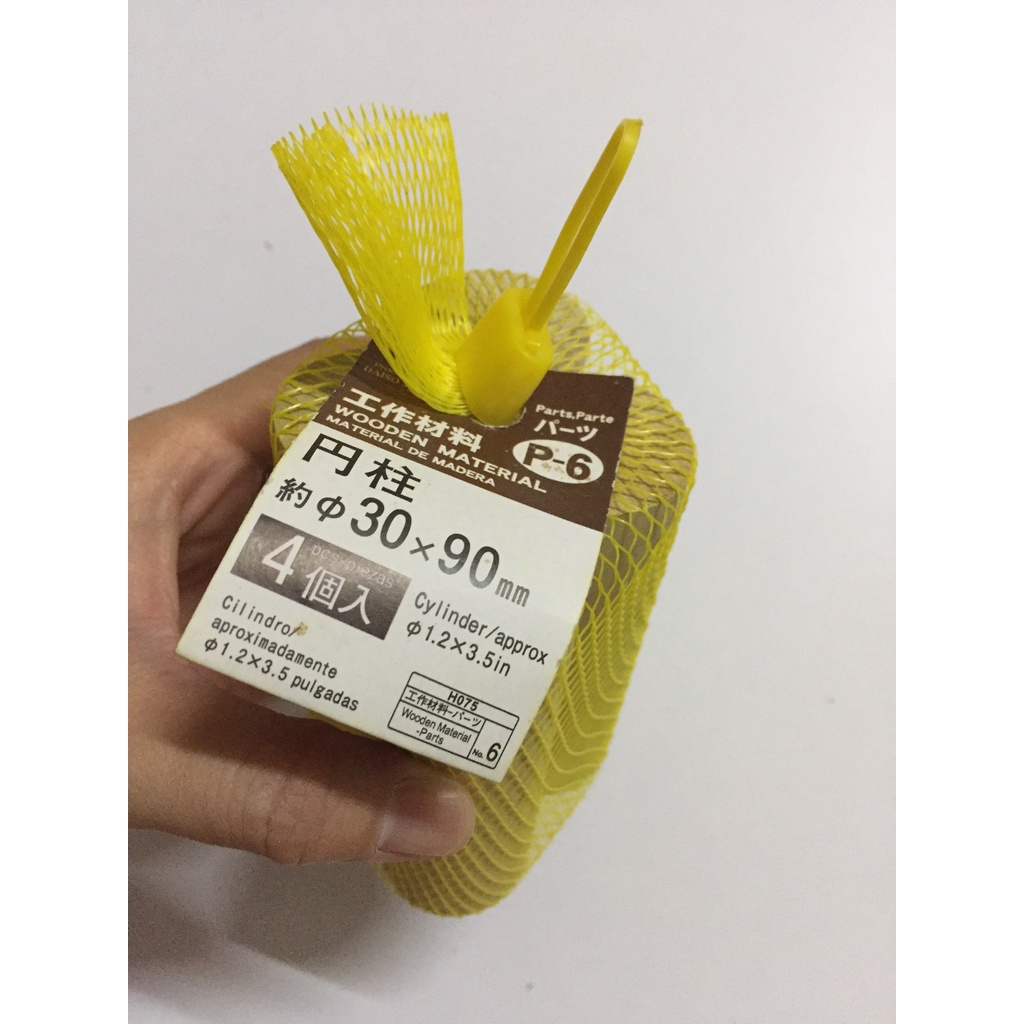 工作材料
WOODEN MATERIAL
MATERIAL DE MADERA
Parts.Parte
パーツ
P-6
円柱
約φ30×90mm
4個入
pcs·piezas
Cylinder/approx
φ1.2×3.5in
Cilindro/
aproximadamente
φ1.2×3.5 pulgadas
H075
工作材料-パーツ
Wooden Material
-Parts
No. 6